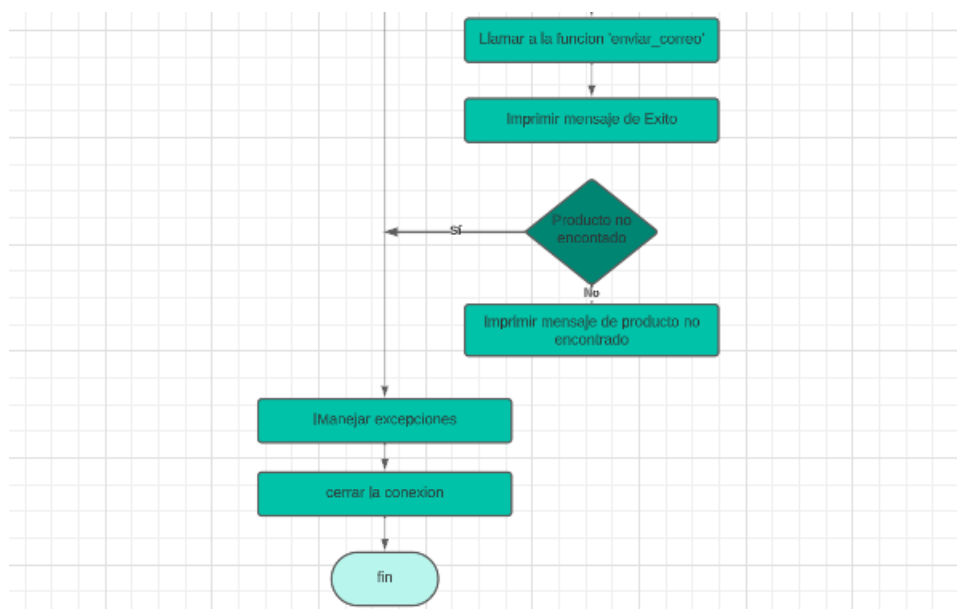 Llamar a la funcion 'enviar_correo'
Imprimir mensaje de Exito
Producto no
encontado
Sí
No
Imprimir mensaje de producto no
encontrado
lManejar excepciones
cerrar la conexion
fin